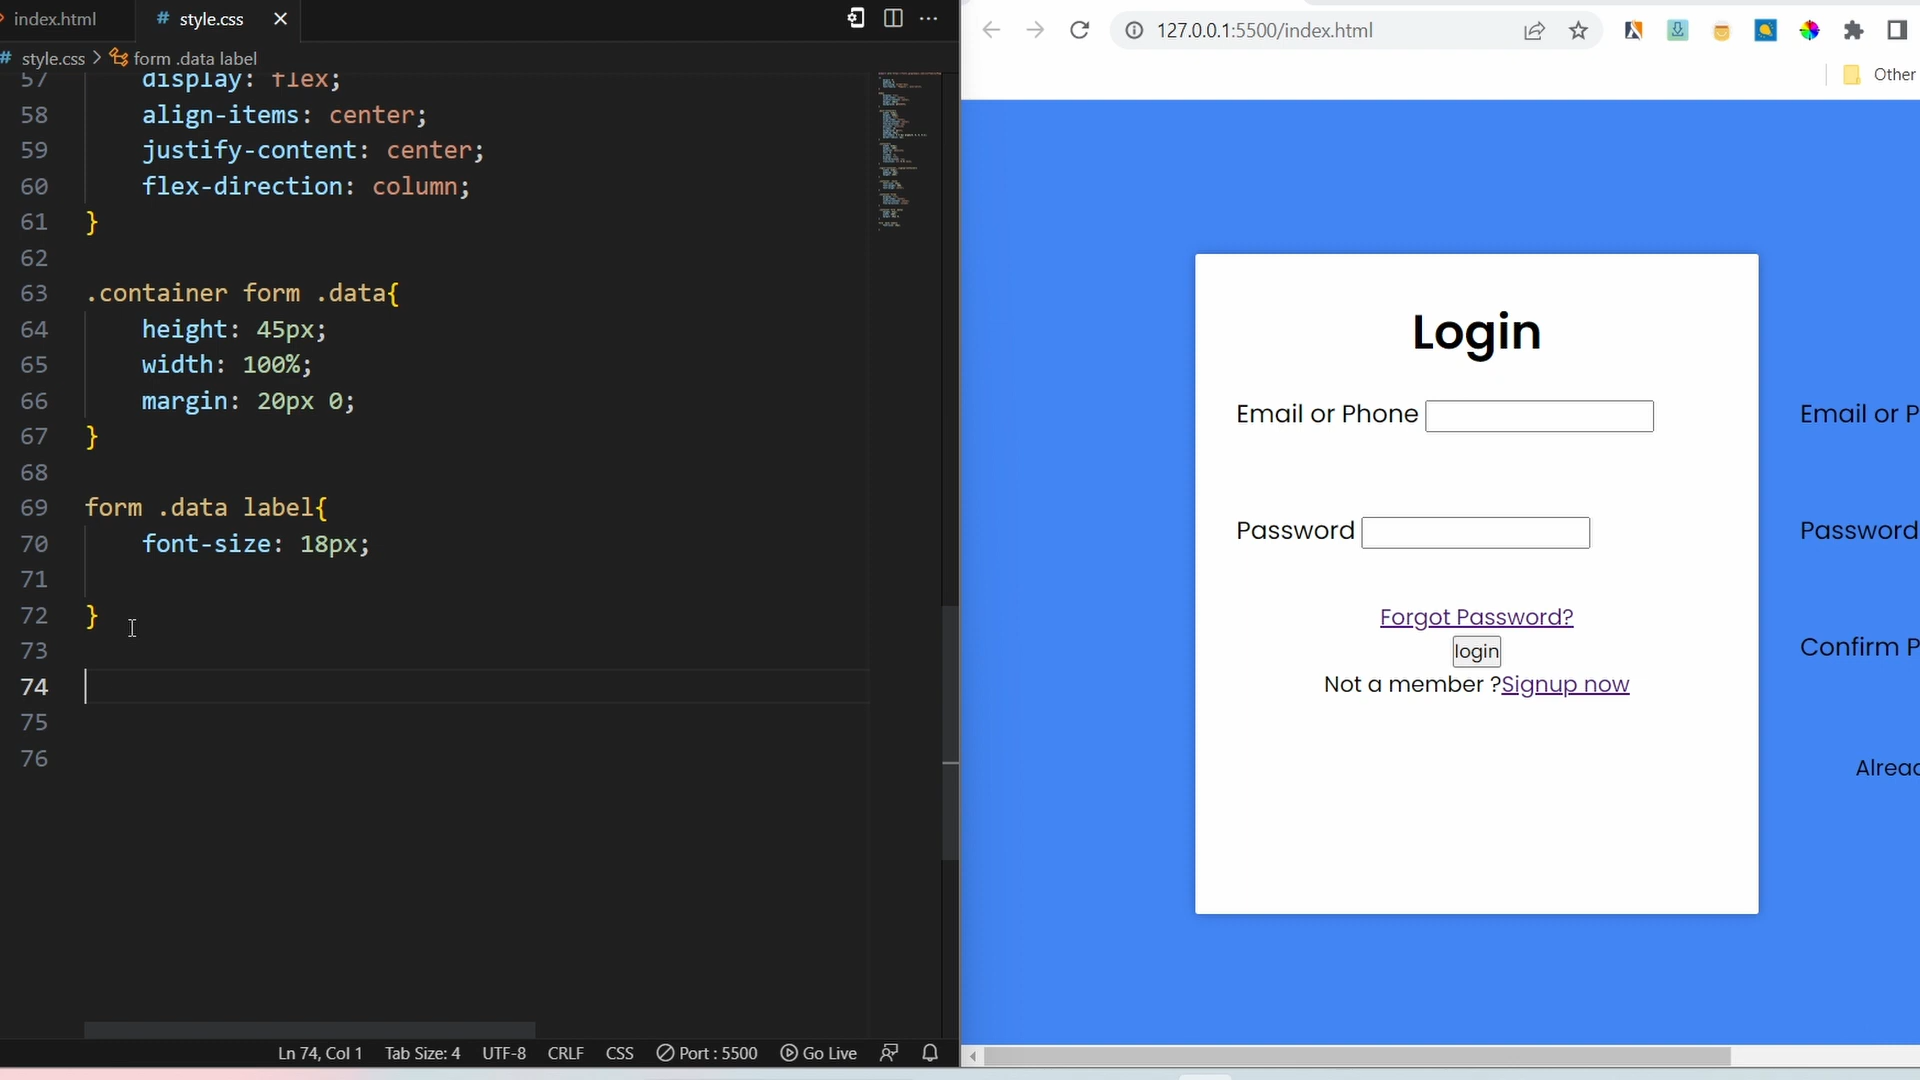 index.html
# style.css
# style.css > form .data label
57 display: flex;
58 align-items: center;
59 justify-content: center;
60 flex-direction: column;
61 }
62
63 .container form .data{
64 height: 45px;
65 width: 100%;
66 margin: 20px 0;
67 }
68
69 form .data label{
70 font-size: 18px;
71
72 }
73
74
75
76
Ln 74, Col 1 Tab Size: 4 UTF-8 CRLF CSS Port : 5500 Go Live
127.0.0.1:5500/index.html
Other
Login
Email or Phone
Password
Forgot Password?
login
Not a member ?Signup now
Email or P
Password
Confirm P
Alread